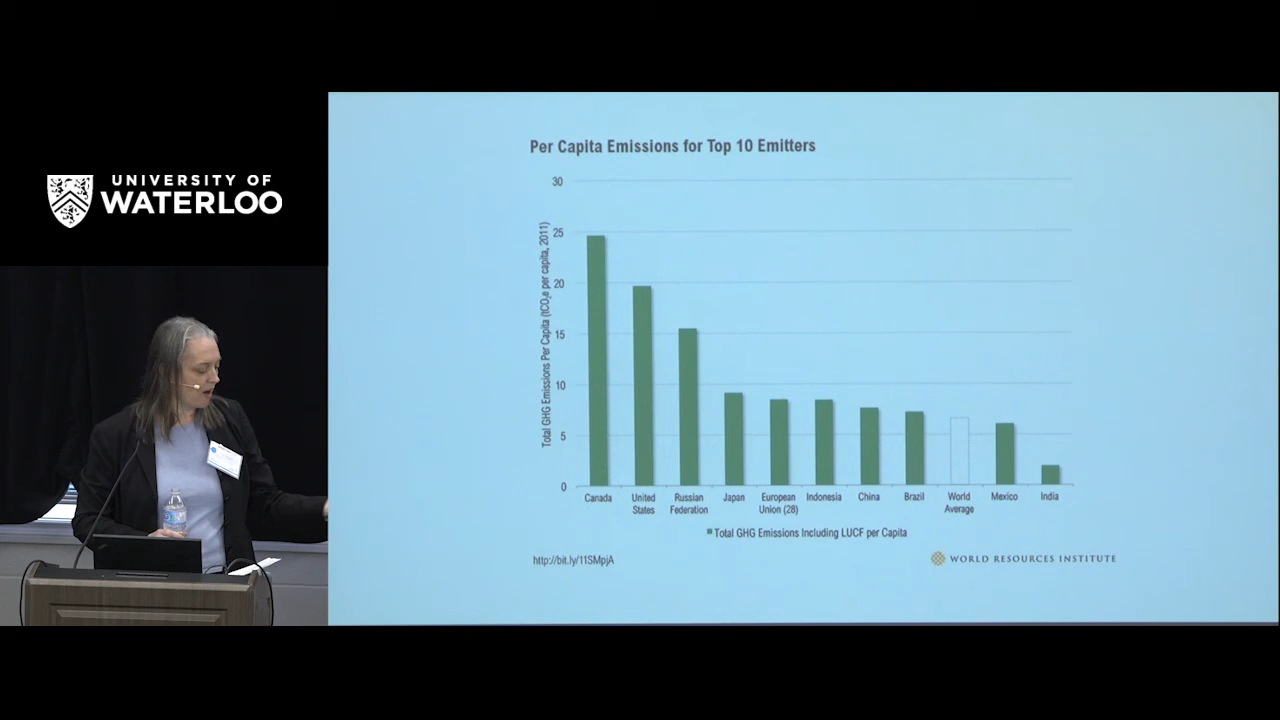 UNIVERSITY OF
WATERLOO
Per Capita Emissions for Top 10 Emitters
Total GHG Emissions Per Capita (tCO₂e per capita, 2011)
30
25
20
15
10
5
0
Canada
United
States
Russian
Federation
Japan
European
Union (28)
Indonesia
China
Brazil
World
Average
Mexico
India
Total GHG Emissions Including LUCF per Capita
http://bit.ly/11SMpjA
WORLD RESOURCES INSTITUTE